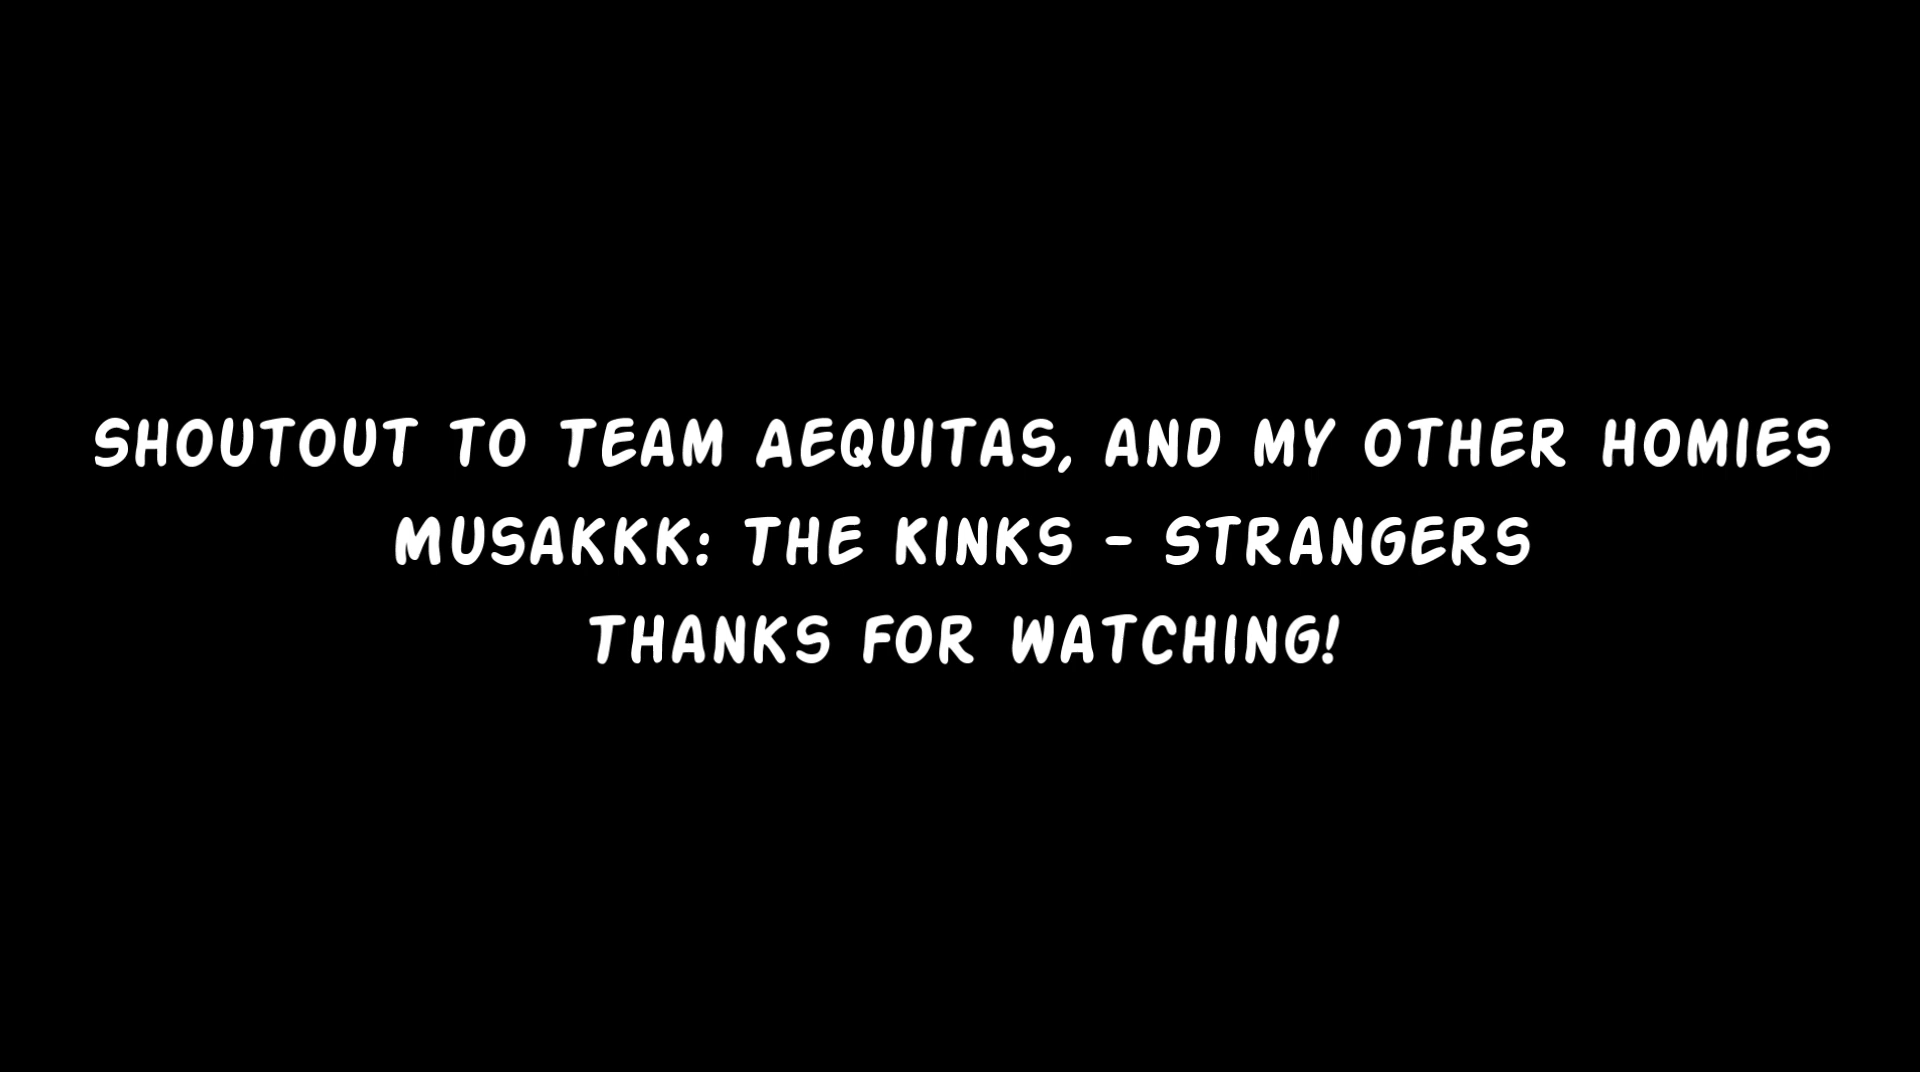 SHOUTOUT TO TEAM AEQUITAS, AND MY OTHER HOMIES
MUSAKKK: THE KINKS - STRANGERS
THANKS FOR WATCHING!